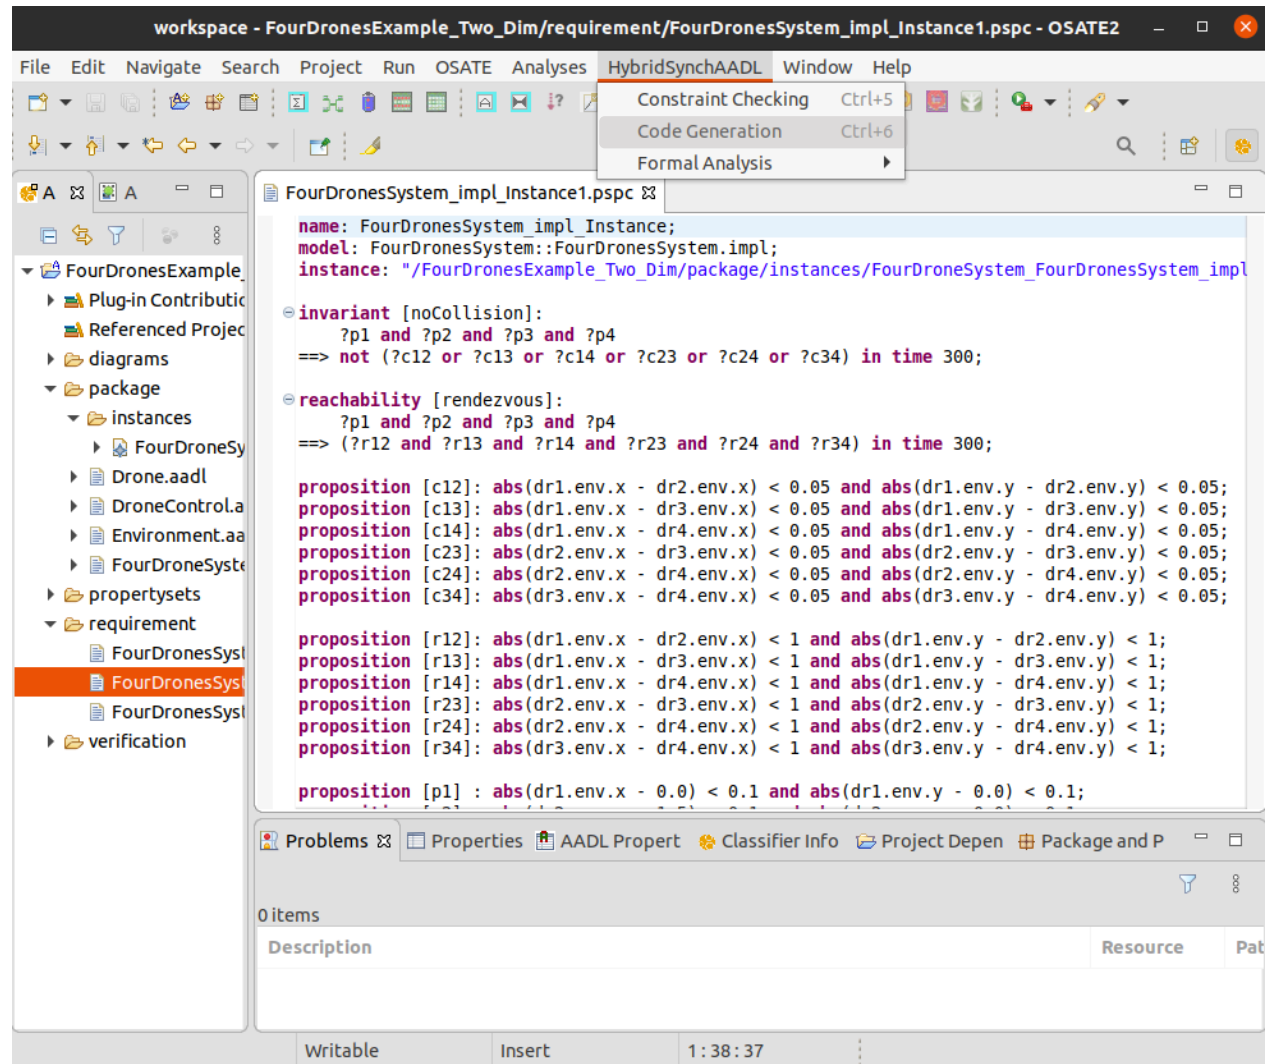 workspace - FourDronesExample_Two_Dim/requirement/FourDronesSystem_impl_Instance1.pspc - OSATE2
File Edit Navigate Search Project Run OSATE Analyses HybridSynchAADL Window Help
Constraint Checking Ctrl+5
Code Generation Ctrl+6
Formal Analysis
A A
FourDronesSystem_impl_Instance1.pspc
FourDronesExample_
Plug-in Contributic
Referenced Projec
diagrams
package
instances
FourDroneSy
Drone.aadl
DroneControl.a
Environment.aa
FourDroneSyste
propertysets
requirement
FourDronesSyst
FourDronesSyst
FourDronesSyst
verification
name: FourDronesSystem_impl_Instance;
model: FourDronesSystem::FourDronesSystem.impl;
instance: "/FourDronesExample_Two_Dim/package/instances/FourDroneSystem_FourDronesSystem_impl
invariant [noCollision]:
?p1 and ?p2 and ?p3 and ?p4
==> not (?c12 or ?c13 or ?c14 or ?c23 or ?c24 or ?c34) in time 300;
reachability [rendezvous]:
?p1 and ?p2 and ?p3 and ?p4
==> (?r12 and ?r13 and ?r14 and ?r23 and ?r24 and ?r34) in time 300;
proposition [c12]: abs(dr1.env.x - dr2.env.x) < 0.05 and abs(dr1.env.y - dr2.env.y) < 0.05;
proposition [c13]: abs(dr1.env.x - dr3.env.x) < 0.05 and abs(dr1.env.y - dr3.env.y) < 0.05;
proposition [c14]: abs(dr1.env.x - dr4.env.x) < 0.05 and abs(dr1.env.y - dr4.env.y) < 0.05;
proposition [c23]: abs(dr2.env.x - dr3.env.x) < 0.05 and abs(dr2.env.y - dr3.env.y) < 0.05;
proposition [c24]: abs(dr2.env.x - dr4.env.x) < 0.05 and abs(dr2.env.y - dr4.env.y) < 0.05;
proposition [c34]: abs(dr3.env.x - dr4.env.x) < 0.05 and abs(dr3.env.y - dr4.env.y) < 0.05;
proposition [r12]: abs(dr1.env.x - dr2.env.x) < 1 and abs(dr1.env.y - dr2.env.y) < 1;
proposition [r13]: abs(dr1.env.x - dr3.env.x) < 1 and abs(dr1.env.y - dr3.env.y) < 1;
proposition [r14]: abs(dr1.env.x - dr4.env.x) < 1 and abs(dr1.env.y - dr4.env.y) < 1;
proposition [r23]: abs(dr2.env.x - dr3.env.x) < 1 and abs(dr2.env.y - dr3.env.y) < 1;
proposition [r24]: abs(dr2.env.x - dr4.env.x) < 1 and abs(dr2.env.y - dr4.env.y) < 1;
proposition [r34]: abs(dr3.env.x - dr4.env.x) < 1 and abs(dr3.env.y - dr4.env.y) < 1;
proposition [p1] : abs(dr1.env.x - 0.0) < 0.1 and abs(dr1.env.y - 0.0) < 0.1;
Problems Properties AADL Propert Classifier Info Project Depen Package and P
0 items
Description Resource Pat
Writable Insert 1 : 38 : 37